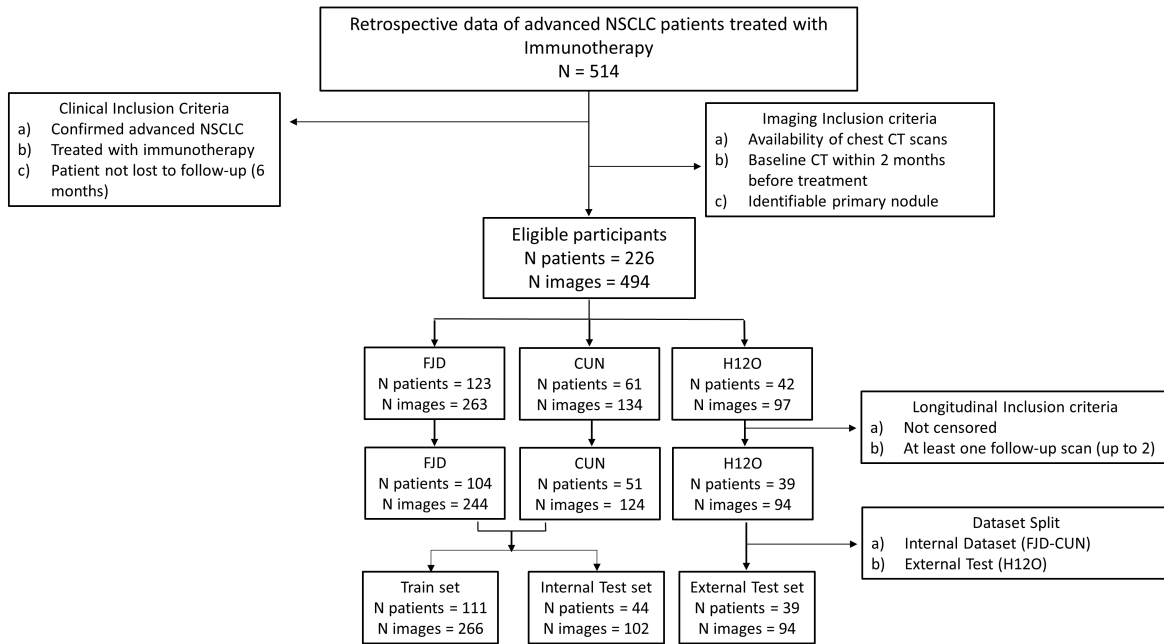 Retrospective data of advanced NSCLC patients treated with
Immunotherapy
N = 514
Clinical Inclusion Criteria
a) Confirmed advanced NSCLC
b) Treated with immunotherapy
c) Patient not lost to follow-up (6
months)
Imaging Inclusion criteria
a) Availability of chest CT scans
b) Baseline CT within 2 months
before treatment
c) Identifiable primary nodule
Eligible participants
N patients = 226
N images = 494
FJD
N patients = 123
N images = 263
CUN
N patients = 61
N images = 134
H12O
N patients = 42
N images = 97
Longitudinal Inclusion criteria
a) Not censored
b) At least one follow-up scan (up to 2)
FJD
N patients = 104
N images = 244
CUN
N patients = 51
N images = 124
H12O
N patients = 39
N images = 94
Dataset Split
a) Internal Dataset (FJD-CUN)
b) External Test (H12O)
Train set
N patients = 111
N images = 266
Internal Test set
N patients = 44
N images = 102
External Test set
N patients = 39
N images = 94